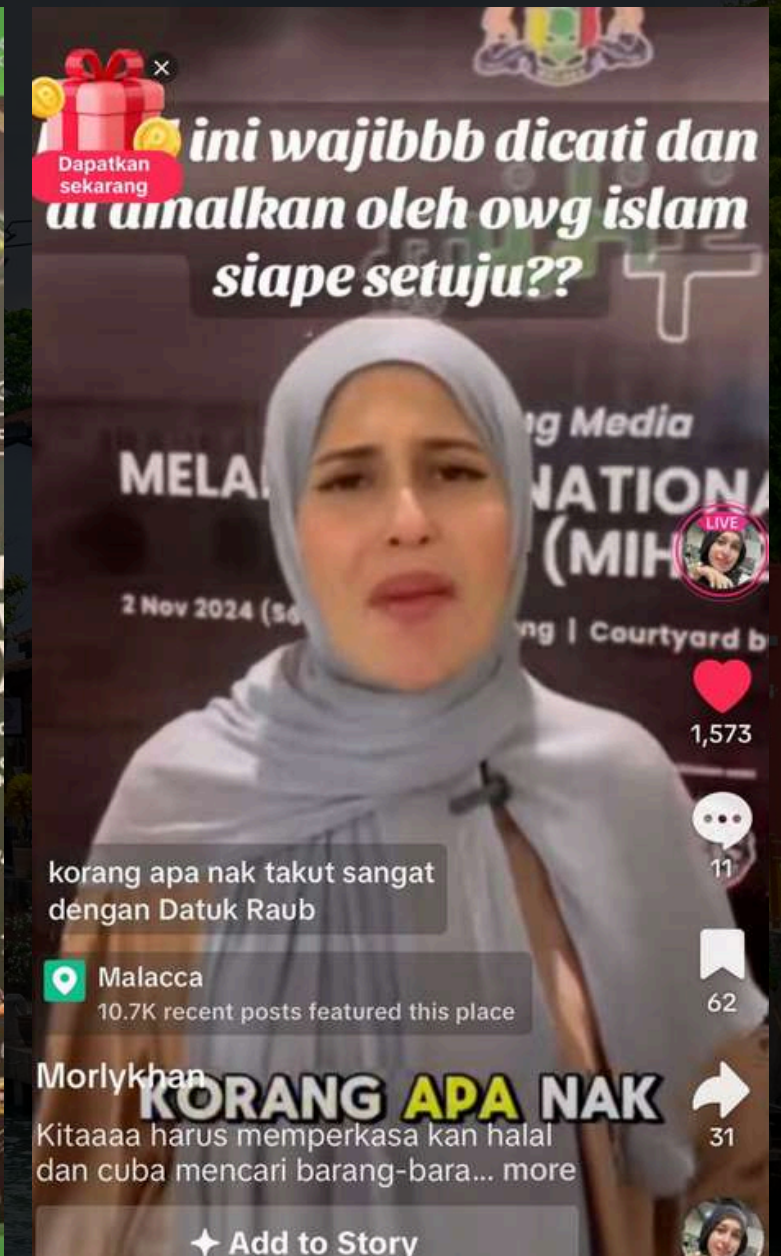 Dapatkan
sekarang
ini wajibbb dicati dan
di amalkan oleh owg islam
siape setuju??
ng Media
MELA
NATIONA
(MIH
LIVE
2 Nov 2024
ng | Courtyard b
1,573
11
korang apa nak takut sangat
dengan Datuk Raub
62
Malacca
10.7K recent posts featured this place
Morlykhan
KORANG APA NAK
31
Kitaaaa harus memperkasa kan halal
dan cuba mencari barang-bara... more
Add to Story